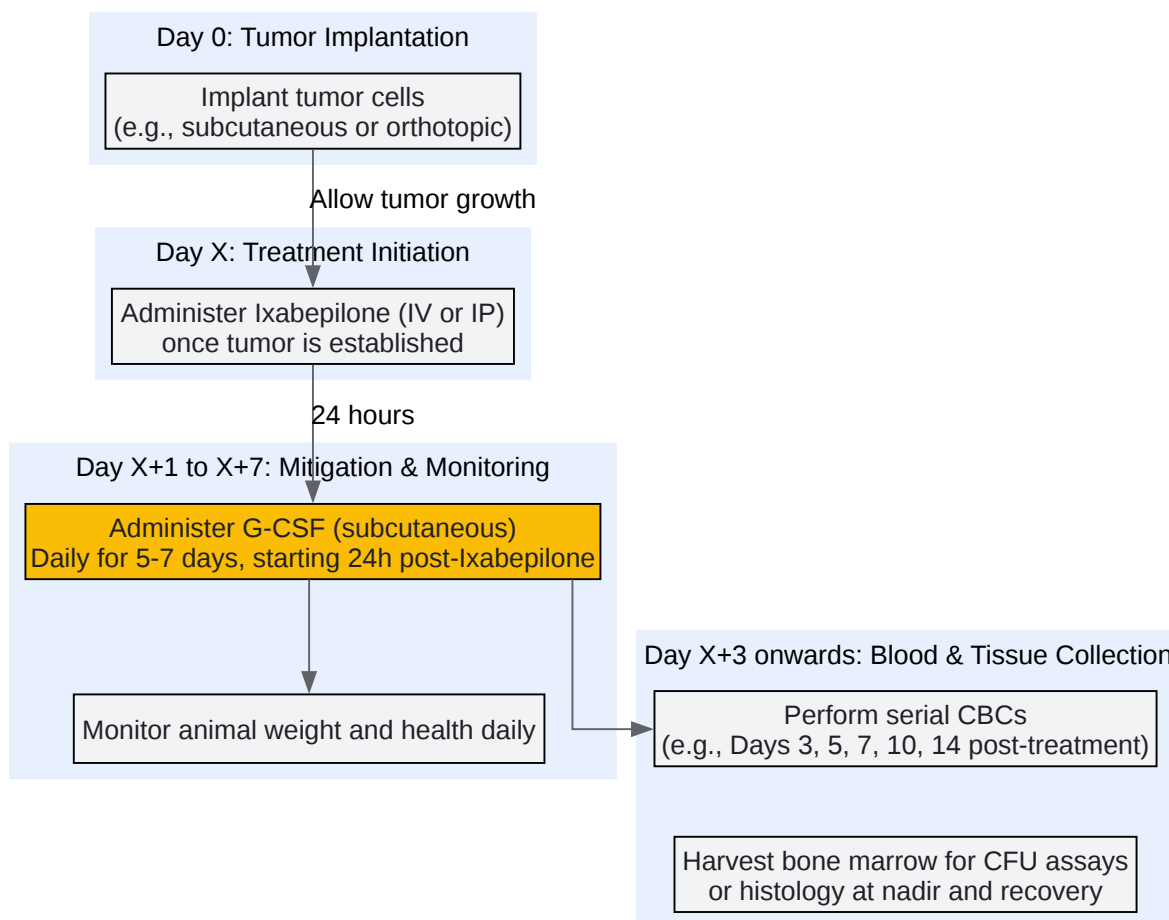 Day 0: Tumor Implantation
Implant tumor cells
(e.g., subcutaneous or orthotopic)
Allow tumor growth
Day X: Treatment Initiation
Administer Ixabepilone (IV or IP)
once tumor is established
24 hours
Day X+1 to X+7: Mitigation & Monitoring
Administer G-CSF (subcutaneous)
Daily for 5-7 days, starting 24h post-Ixabepilone
Monitor animal weight and health daily
Day X+3 onwards: Blood & Tissue Collection
Perform serial CBCs
(e.g., Days 3, 5, 7, 10, 14 post-treatment)
Harvest bone marrow for CFU assays
or histology at nadir and recovery